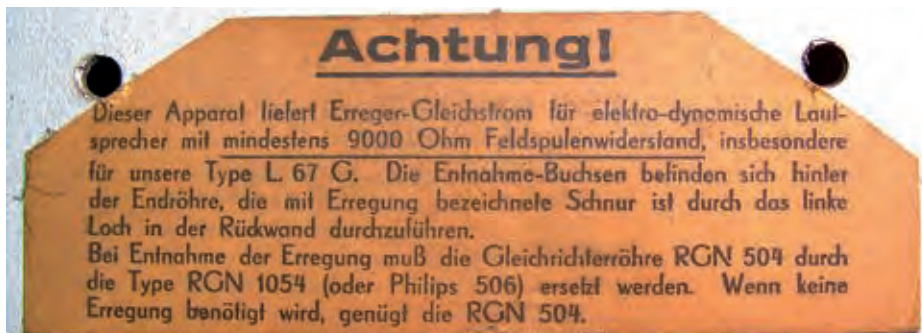 Achtung!
Dieser Apparat liefert Erreger-Gleichstrom für elektro-dynamische Laut-
sprecher mit mindestens 9000 Ohm Feldspulenwiderstand, insbesondere
für unsere Type L. 67 G. Die Entnahme-Buchsen befinden sich hinter
der Endröhre, die mit Erregung bezeichnete Schnur ist durch das linke
Loch in der Rückwand durchzuführen.
Bei Entnahme der Erregung muß die Gleichrichterröhre RGN 504 durch
die Type RGN 1054 (oder Philips 506) ersetzt werden. Wenn keine
Erregung benötigt wird, genügt die RGN 504.